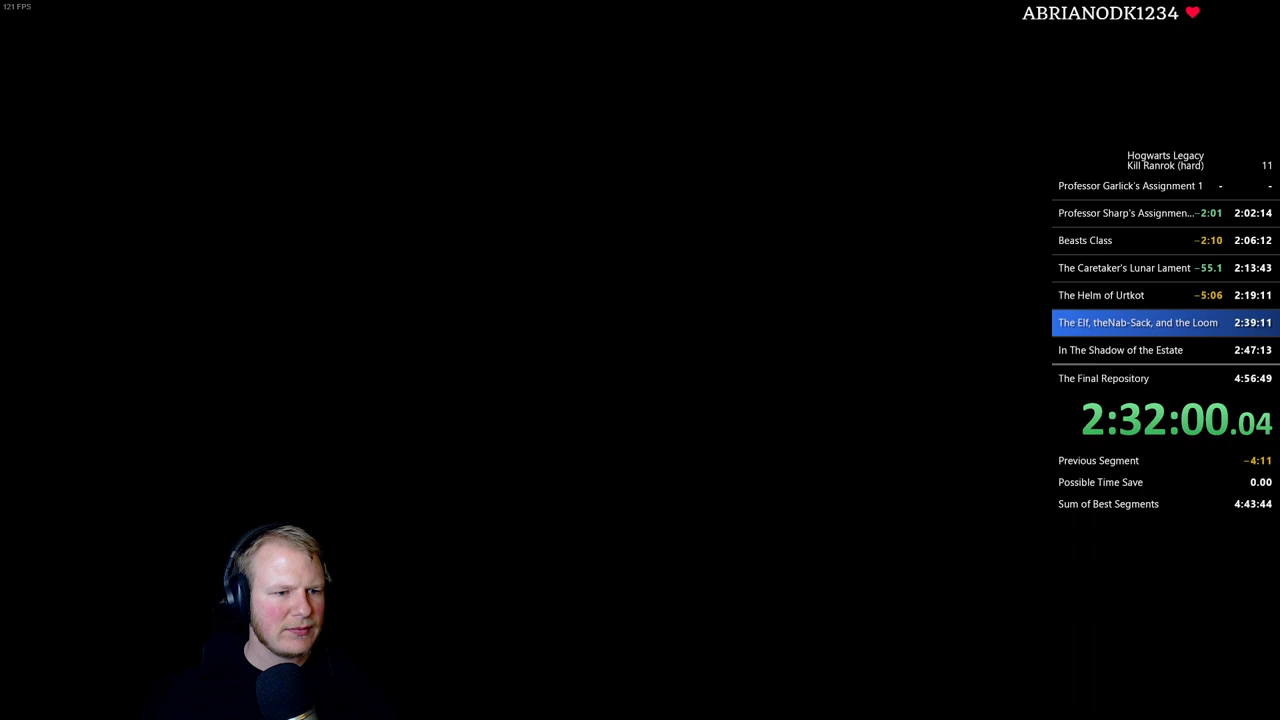 121 FPS
ABRIANODK1234 ❤
Hogwarts Legacy
Kill Ranrok (hard) 11
Professor Garlick's Assignment 1 - -
Professor Sharp's Assignmen... −2:01 2:02:14
Beasts Class −2:10 2:06:12
The Caretaker's Lunar Lament −55.1 2:13:43
The Helm of Urtkot −5:06 2:19:11
The Elf, theNab-Sack, and the Loom 2:39:11
In The Shadow of the Estate 2:47:13
The Final Repository 4:56:49
2:32:00.04
Previous Segment −4:11
Possible Time Save 0.00
Sum of Best Segments 4:43:44